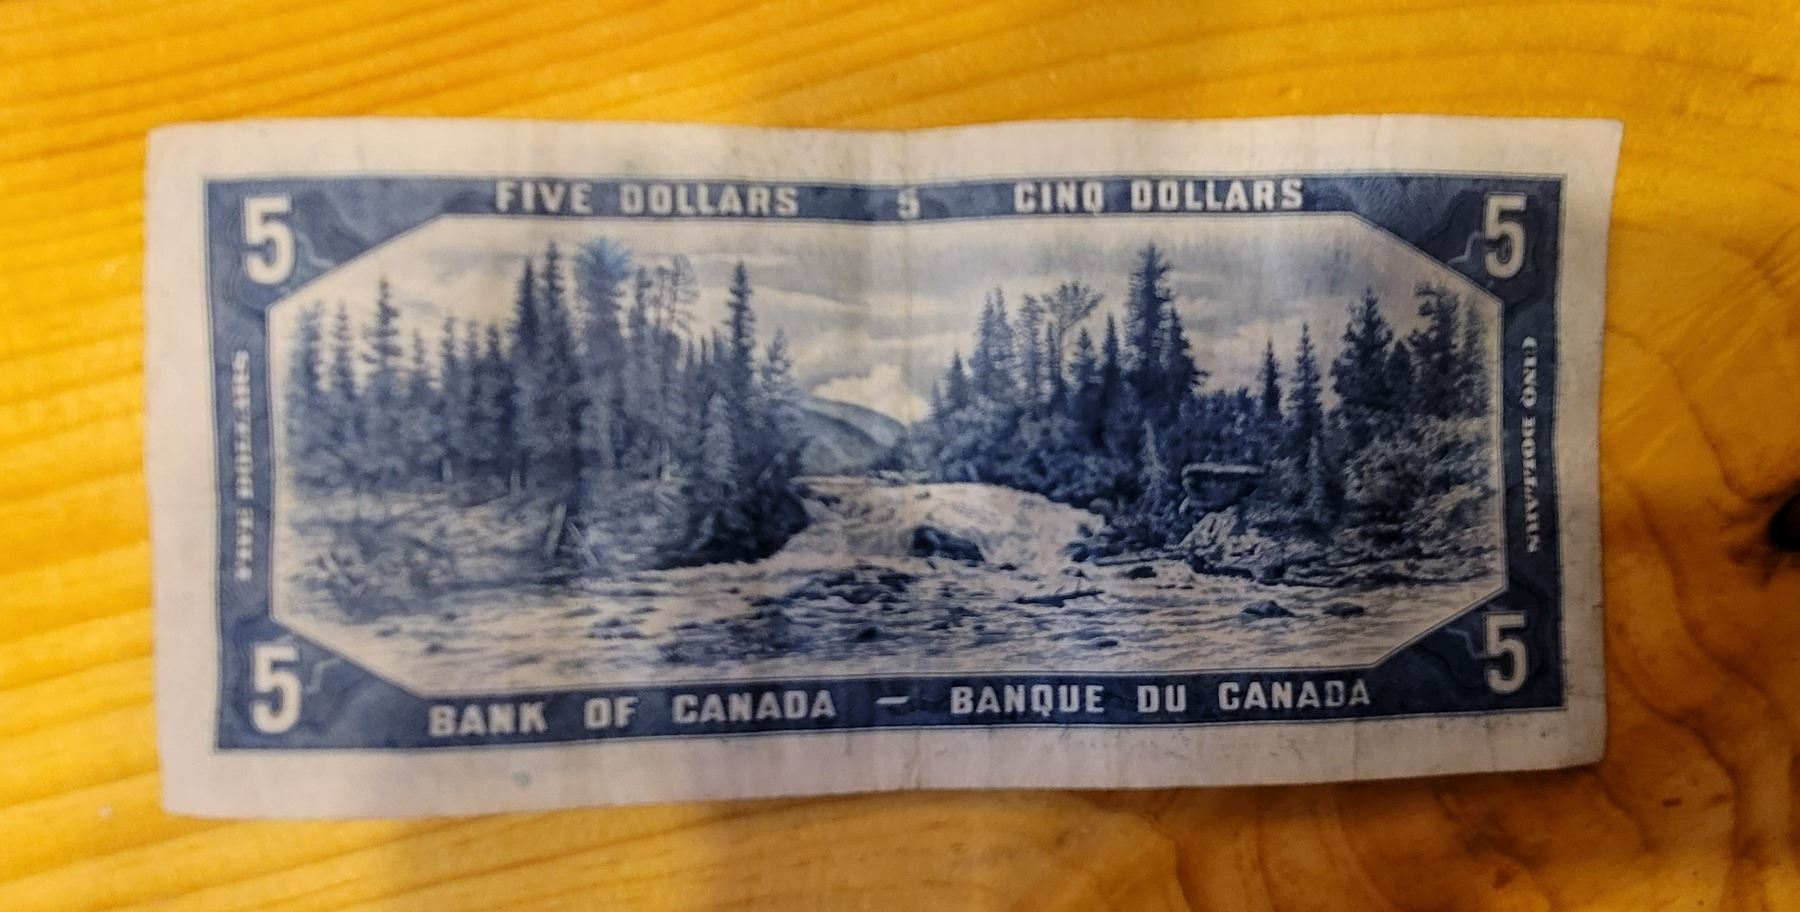 FIVE DOLLARS 5 CINQ DOLLARS
5 5
FIVE DOLLARS
CINQ DOLLARS
5 5
BANK OF CANADA – BANQUE DU CANADA